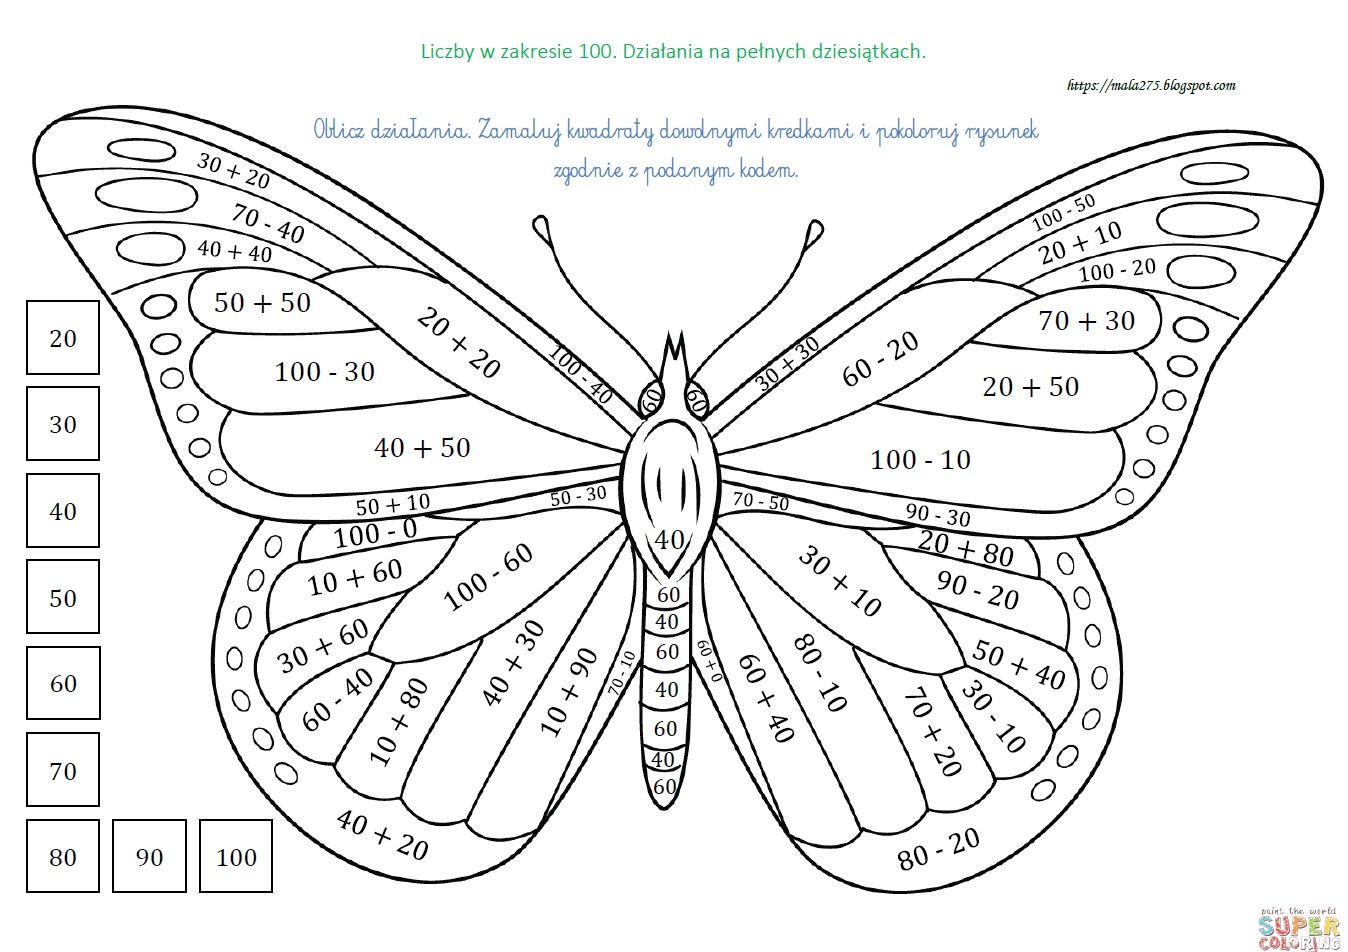 Liczby w zakresie 100. Działania na pełnych dziesiątkach.
https://mala275.blogspot.com
Oblicz działania. Zamaluj kwadraty dowolnymi kredkami i pokoloruj rysunek
zgodnie z podanym kodem.
30 + 20
70 - 40
40 + 40
50 + 50
100 - 30
40 + 50
20 + 20
100 - 40
50 + 10
50 - 30
100 - 50
20 + 10
100 - 20
70 + 30
20 + 50
100 - 10
60 - 20
30 + 30
90 - 30
70 - 50
60
60
40
60
40
60
40
60
40
60
100 - 0
10 + 60
30 + 60
60 - 40
10 + 80
40 + 30
10 + 90
70 - 10
100 - 60
40 + 20
20 + 80
90 - 20
50 + 40
30 - 10
70 + 20
80 - 10
60 + 40
60 + 0
30 + 10
80 - 20
20
30
40
50
60
70
80 90 100
paint the world
SUPER
COLORING